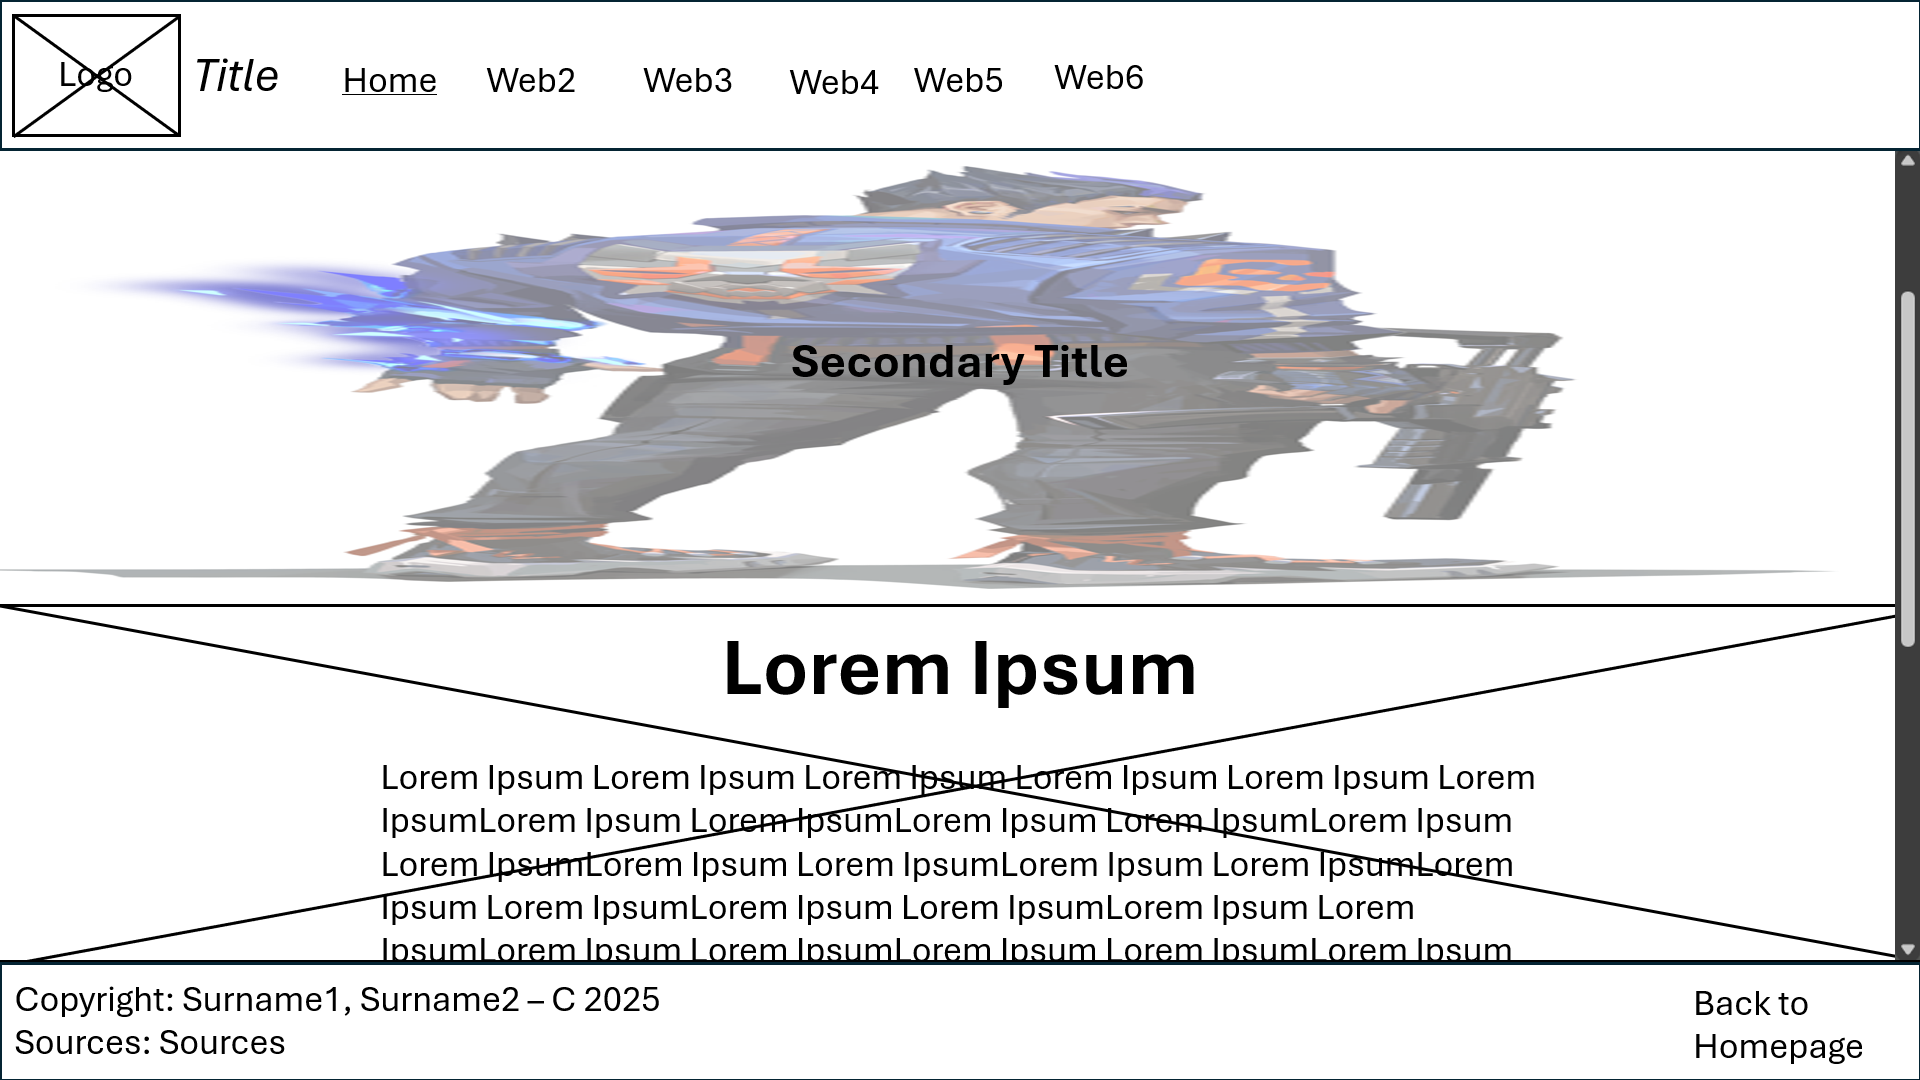 Logo
Title
Home
Web2
Web3
Web4
Web5
Web6
Secondary Title
Lorem Ipsum
Lorem Ipsum Lorem Ipsum Lorem Ipsum Lorem Ipsum Lorem Ipsum Lorem
IpsumLorem Ipsum Lorem IpsumLorem Ipsum Lorem IpsumLorem Ipsum
Lorem IpsumLorem Ipsum Lorem IpsumLorem Ipsum Lorem IpsumLorem
Ipsum Lorem IpsumLorem Ipsum Lorem IpsumLorem Ipsum Lorem
IpsumLorem Ipsum Lorem IpsumLorem Ipsum Lorem IpsumLorem Ipsum
Copyright: Surname1, Surname2 – C 2025
Sources: Sources
Back to
Homepage